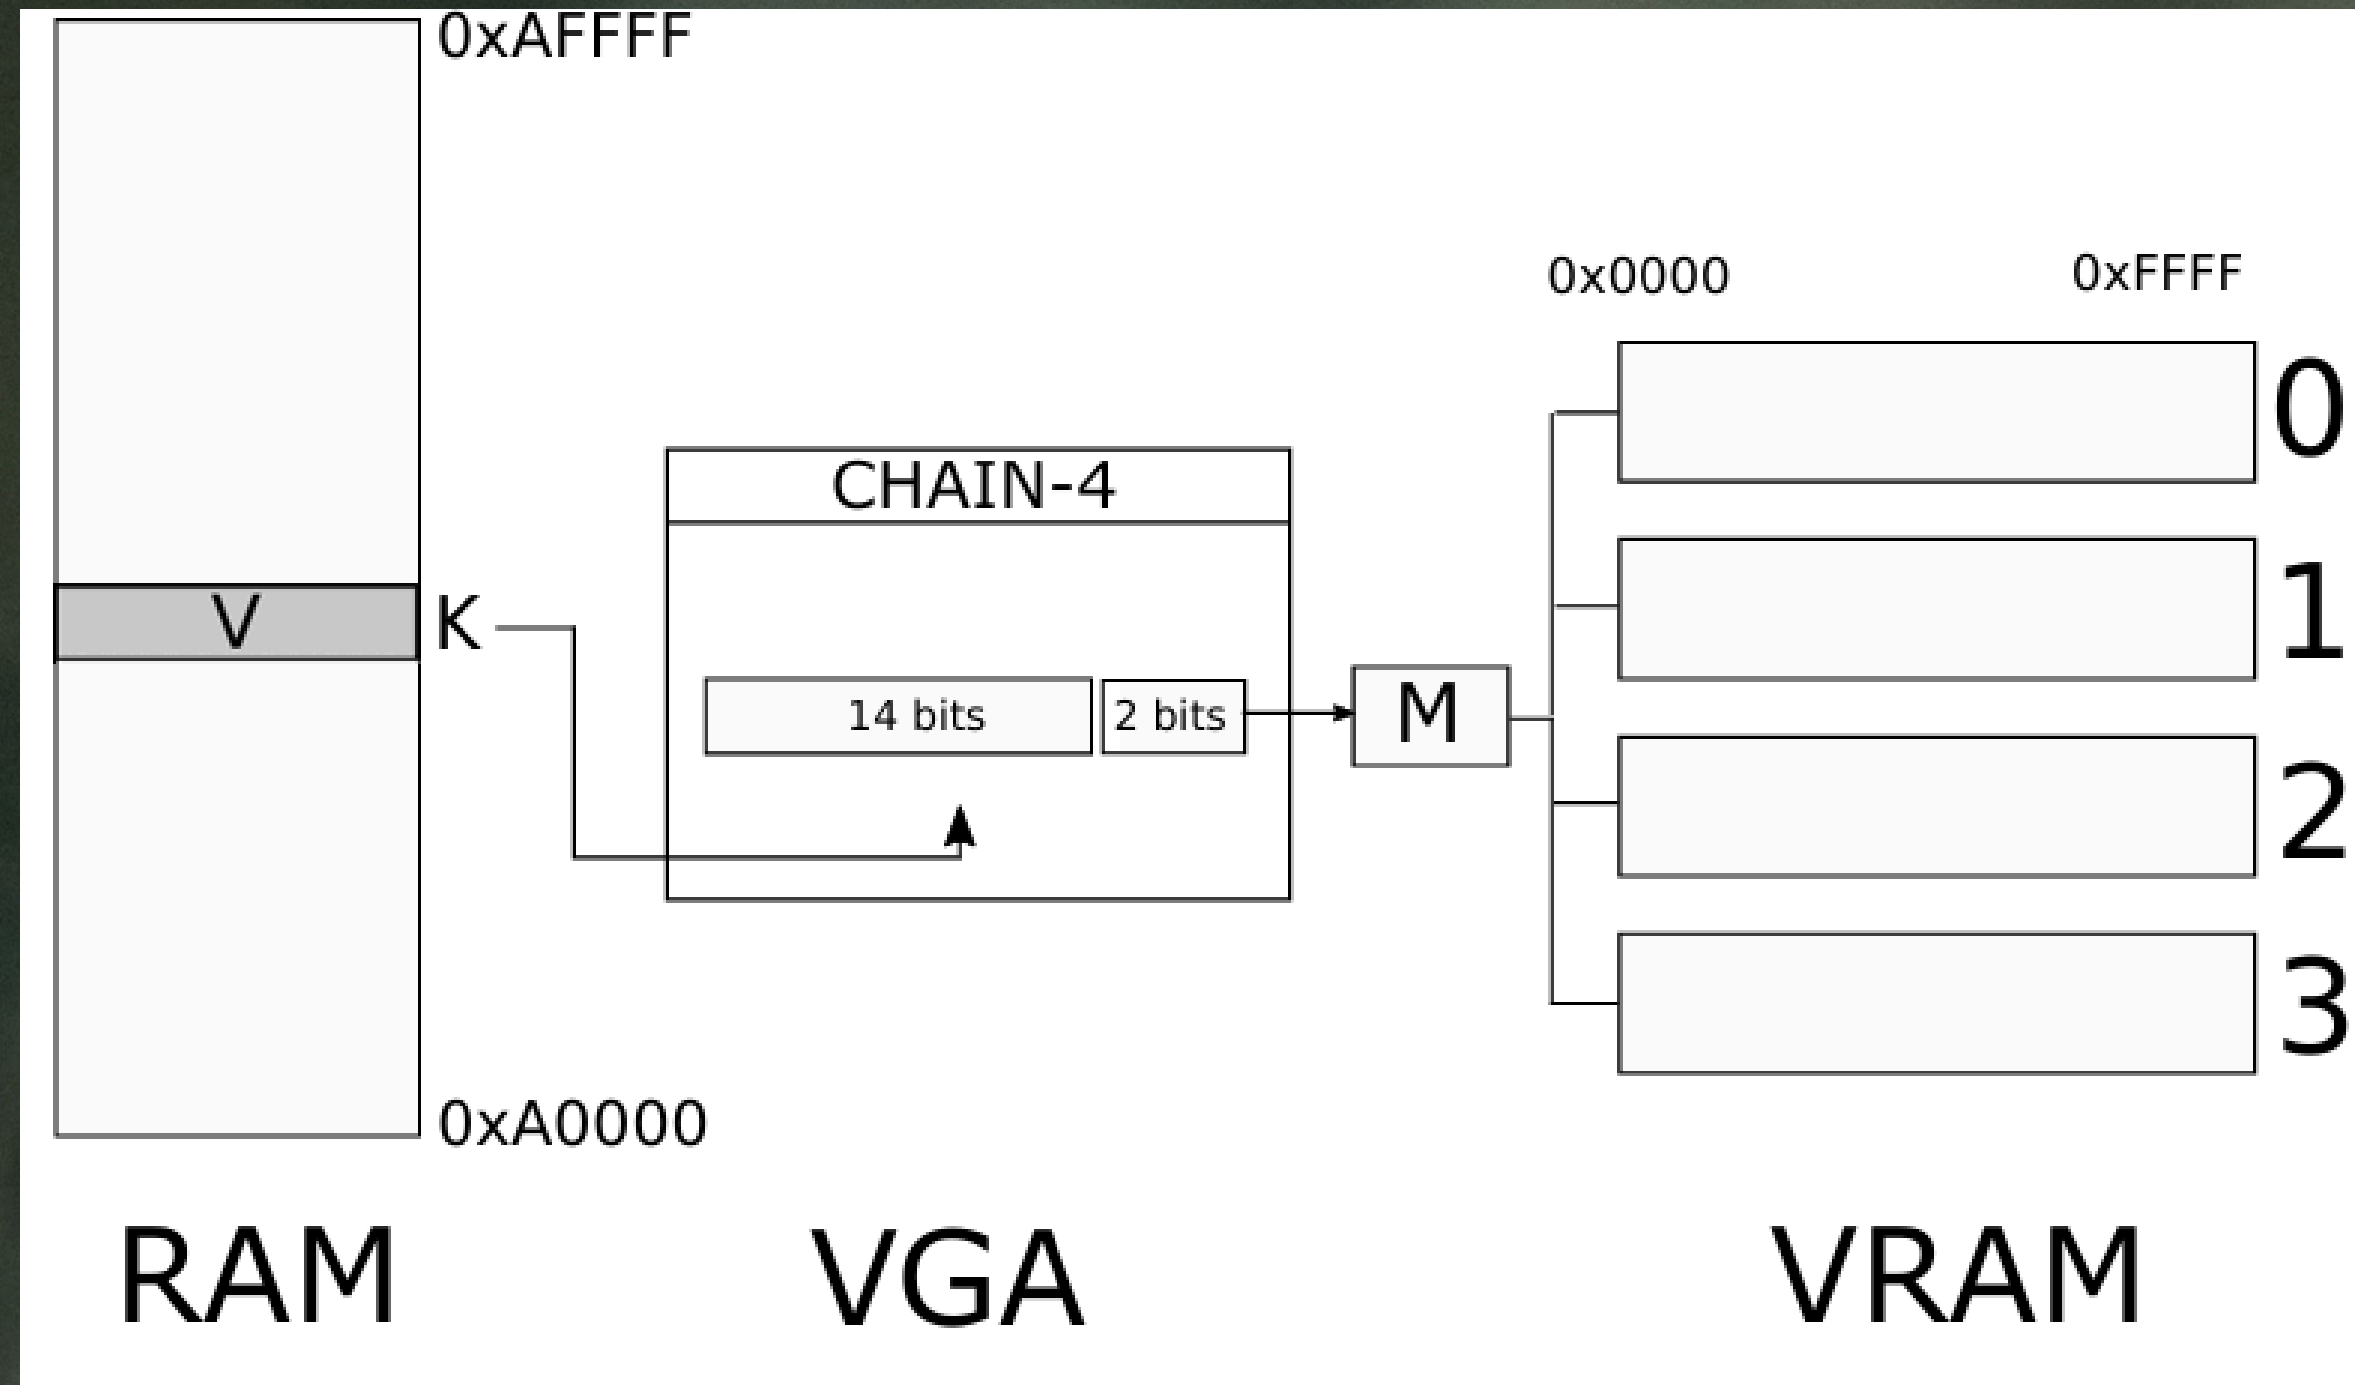 0xAFFFF
0x0000
0xFFFF
0
CHAIN-4
V
K
1
14 bits
2 bits
M
2
3
0xA0000
RAM
VGA
VRAM